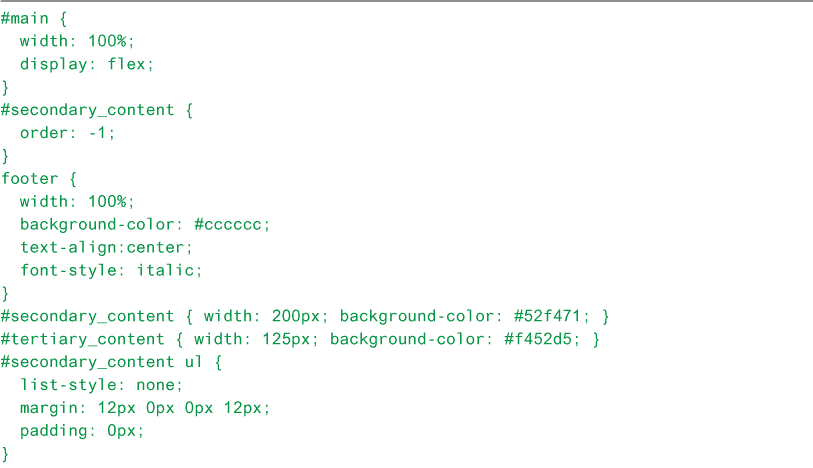 #main {
  width: 100%;
  display: flex;
}
#secondary_content {
  order: -1;
}
footer {
  width: 100%;
  background-color: #cccccc;
  text-align:center;
  font-style: italic;
}
#secondary_content { width: 200px; background-color: #52f471; }
#tertiary_content { width: 125px; background-color: #f452d5; }
#secondary_content ul {
  list-style: none;
  margin: 12px 0px 0px 12px;
  padding: 0px;
}